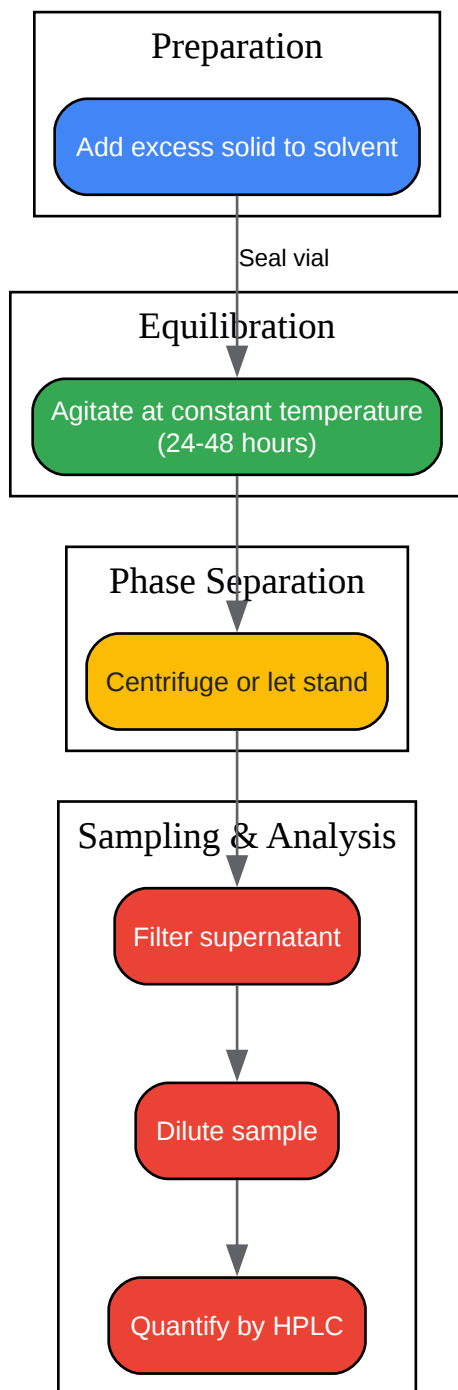 Preparation
Add excess solid to solvent
Seal vial
Equilibration
Agitate at constant temperature
(24-48 hours)
Phase Separation
Centrifuge or let stand
Sampling & Analysis
Filter supernatant
Dilute sample
Quantify by HPLC